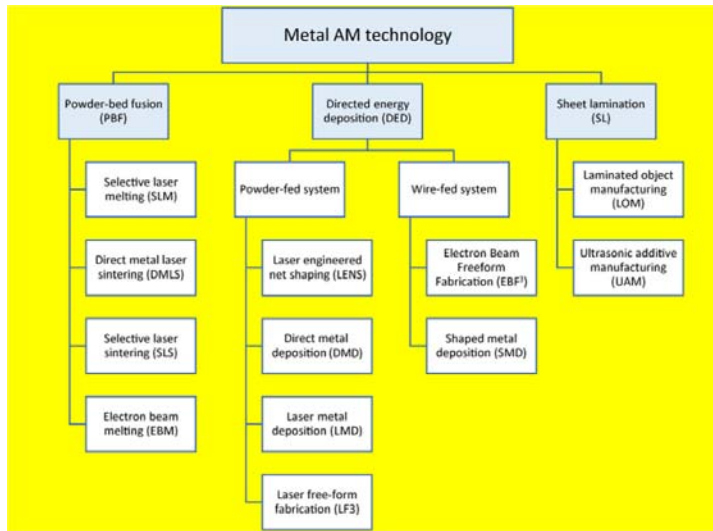 Metal AM technology
Powder-bed fusion
(PBF)
Directed energy
deposition (DED)
Sheet lamination
(SL)
Selective laser
melting (SLM)
Direct metal laser
sintering (DMLS)
Selective laser
sintering (SLS)
Electron beam
melting (EBM)
Powder-fed system
Wire-fed system
Laser engineered
net shaping (LENS)
Direct metal
deposition (DMD)
Laser metal
deposition (LMD)
Laser free-form
fabrication (LF3)
Electron Beam
Freeform
Fabrication (EBF³)
Shaped metal
deposition (SMD)
Laminated object
manufacturing
(LOM)
Ultrasonic additive
manufacturing
(UAM)